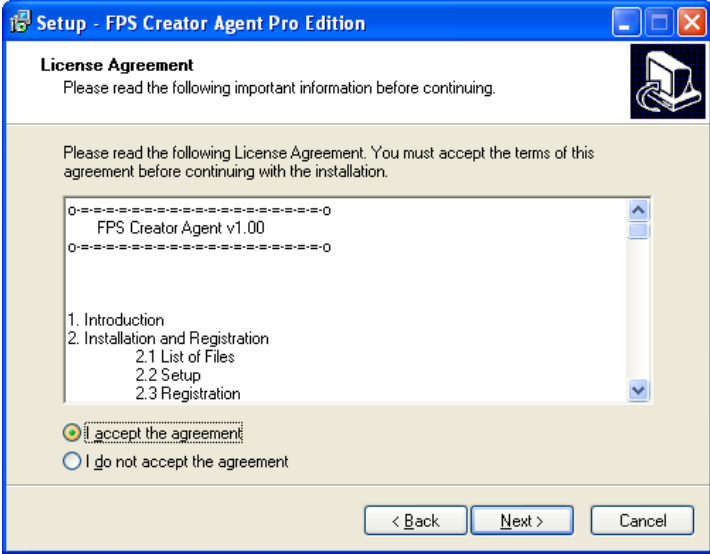 Setup - FPS Creator Agent Pro Edition
License Agreement
Please read the following important information before continuing.
Please read the following License Agreement. You must accept the terms of this
agreement before continuing with the installation.
o-=-=-=-=-=-=-=-=-=-=-=-=-=-=-=-=-=-=-=-=-o
FPS Creator Agent v1.00
o-=-=-=-=-=-=-=-=-=-=-=-=-=-=-=-=-=-=-=-=-o
1. Introduction
2. Installation and Registration
2.1 List of Files
2.2 Setup
2.3 Registration
I accept the agreement
I do not accept the agreement
< Back
Next >
Cancel